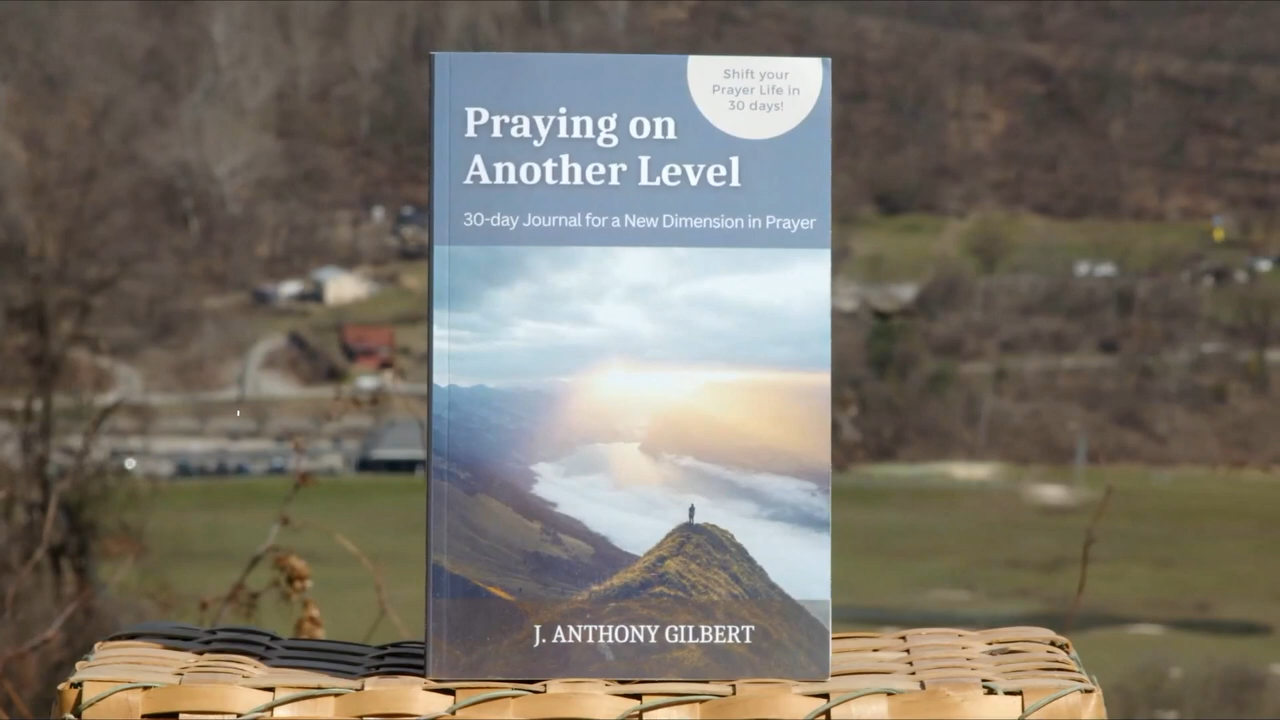 Shift your
Prayer Life in
30 days!
Praying on
Another Level
30-day Journal for a New Dimension in Prayer
J. ANTHONY GILBERT